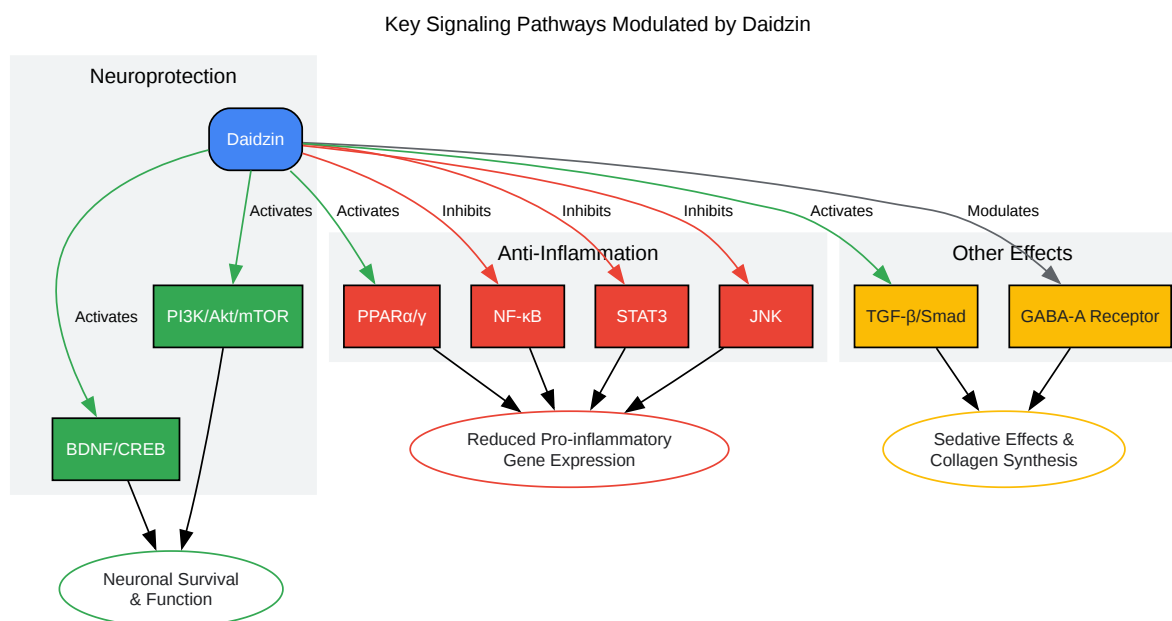 Key Signaling Pathways Modulated by Daidzin
Neuroprotection
Daidzin
Activates
Activates
Inhibits
Inhibits
Inhibits
Activates
Modulates
Anti-Inflammation
Other Effects
PI3K/Akt/mTOR
PPARα/γ
NF-κB
STAT3
JNK
TGF-β/Smad
GABA-A Receptor
Activates
BDNF/CREB
Reduced Pro-inflammatory
Gene Expression
Sedative Effects &
Collagen Synthesis
Neuronal Survival
& Function